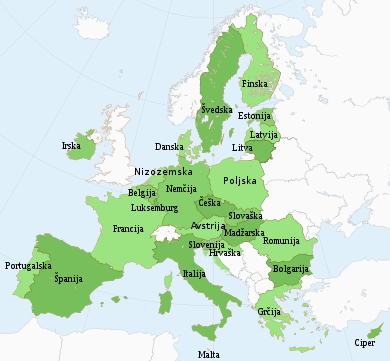 Finska
Švedska
Estonija
Latvija
Litva
Irska
Danska
Nizozemska
Poljska
Belgija
Nemčija
Luksemburg
Češka
Slovaška
Francija
Avstrija
Madžarska
Slovenija
Romunija
Hrvaška
Portugalska
Španija
Italija
Bolgarija
Grčija
Malta
Ciper